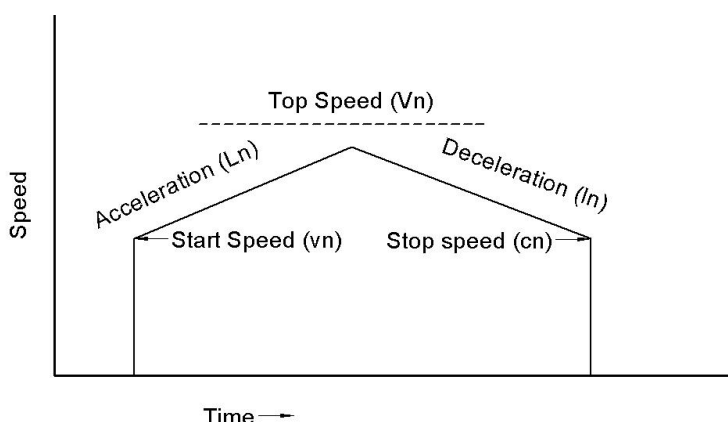 Top Speed (Vn)
Acceleration (Ln)
Deceleration (ln)
Speed
Start Speed (vn)
Stop speed (cn)
Time